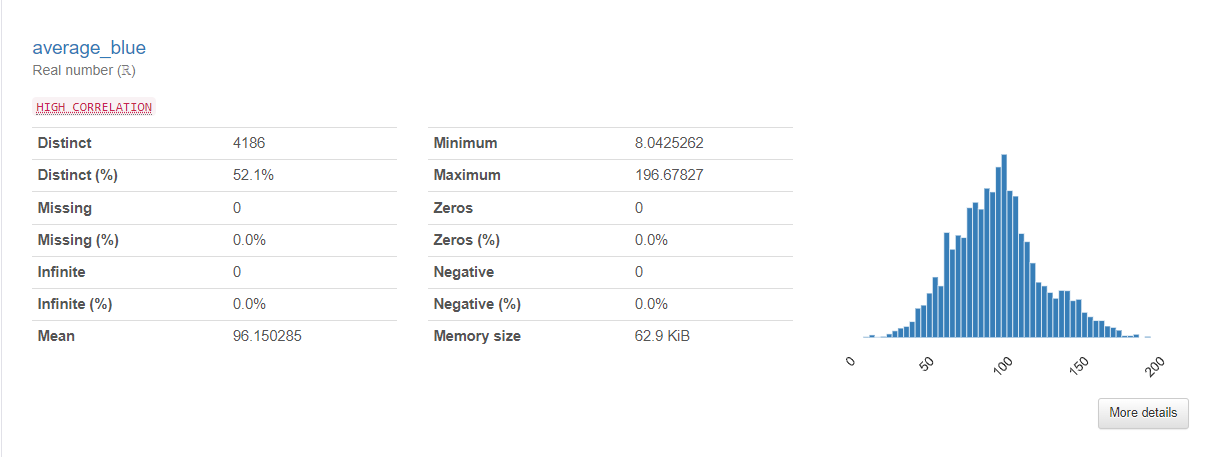 average_blue
Real number (ℝ)
HIGH CORRELATION
Distinct 4186
Distinct (%) 52.1%
Missing 0
Missing (%) 0.0%
Infinite 0
Infinite (%) 0.0%
Mean 96.150285
Minimum 8.0425262
Maximum 196.67827
Zeros 0
Zeros (%) 0.0%
Negative 0
Negative (%) 0.0%
Memory size 62.9 KiB
0 50 100 150 200
More details